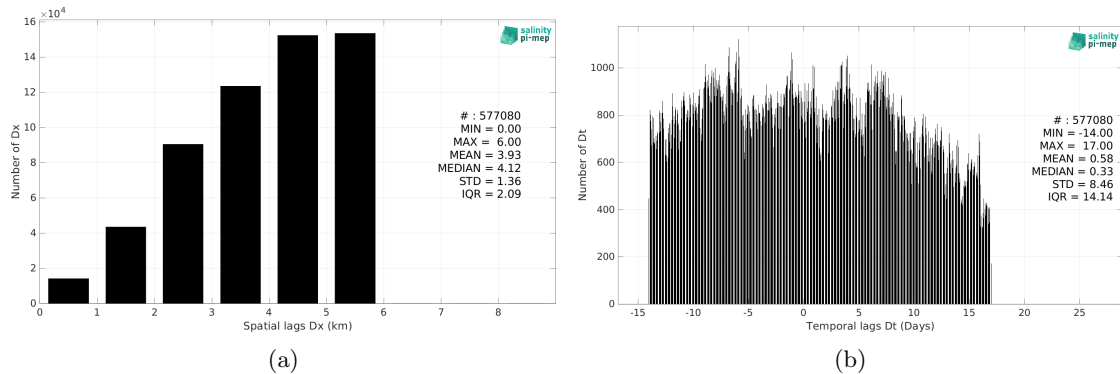 ×10⁴
16
14
12
10
8
6
4
2
0
Number of Dx
0 1 2 3 4 5 6 7 8
Spatial lags Dx (km)
salinity
pi-mep
# : 577080
MIN = 0.00
MAX = 6.00
MEAN = 3.93
MEDIAN = 4.12
STD = 1.36
IQR = 2.09
(a)
1000
800
600
400
200
0
Number of Dt
-15 -10 -5 0 5 10 15 20 25
Temporal lags Dt (Days)
salinity
pi-mep
# : 577080
MIN = -14.00
MAX = 17.00
MEAN = 0.58
MEDIAN = 0.33
STD = 8.46
IQR = 14.14
(b)